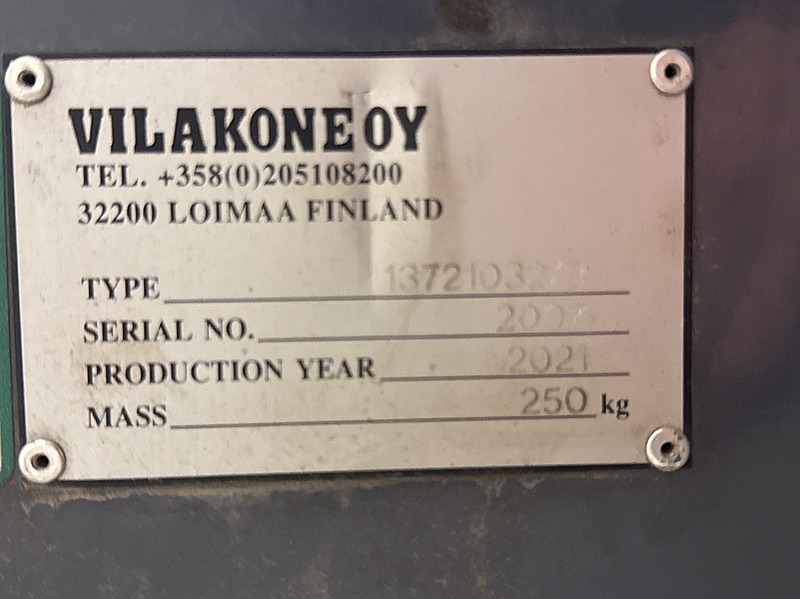 VILAKONE OY
TEL. +358(0)205108200
32200 LOIMAA FINLAND
TYPE
SERIAL NO.
PRODUCTION YEAR 2021
MASS 250 kg